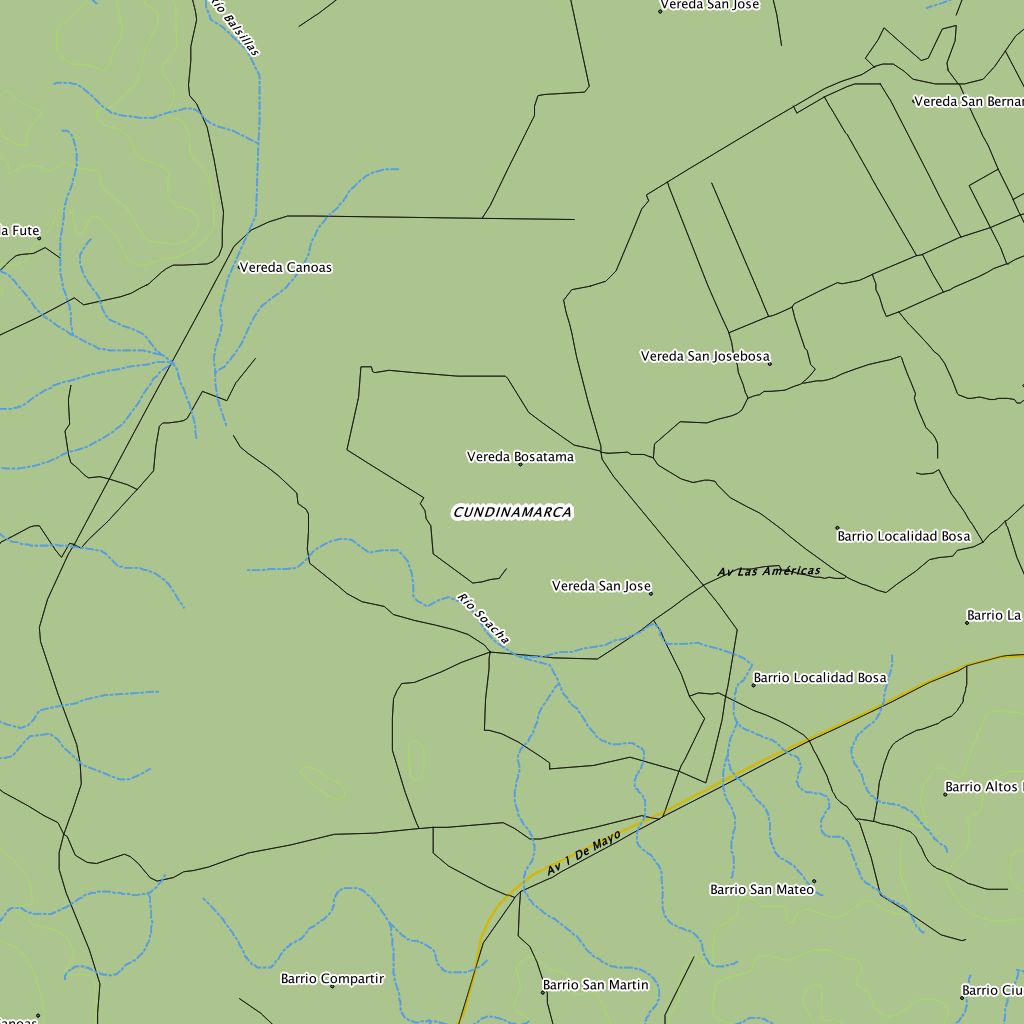 Río Balsillas
Vereda San Jose
Vereda San Bernar
la Fute
Vereda Canoas
Vereda San Josebosa
Vereda Bosatama
CUNDINAMARCA
Barrio Localidad Bosa
Av Las Américas
Vereda San Jose
Río Soacha
Barrio La
Barrio Localidad Bosa
Barrio Altos
Av 1 De Mayo
Barrio San Mateo
Barrio Compartir
Barrio San Martin
Barrio Ciu
anoas